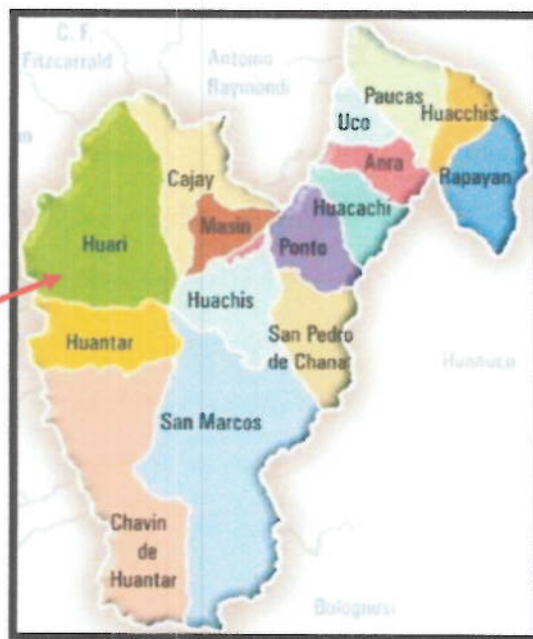 C. F.
Fitzcarrald
Antonio
Raymondi
Paucas
Huacchis
Uco
Cajay
Anra
Rapayan
Masin
Huacachi
Huari
Ponto
Huachis
Huantar
San Pedro
de Chana
Huanuco
San Marcos
Chavin
de
Huantar
Bolognesi